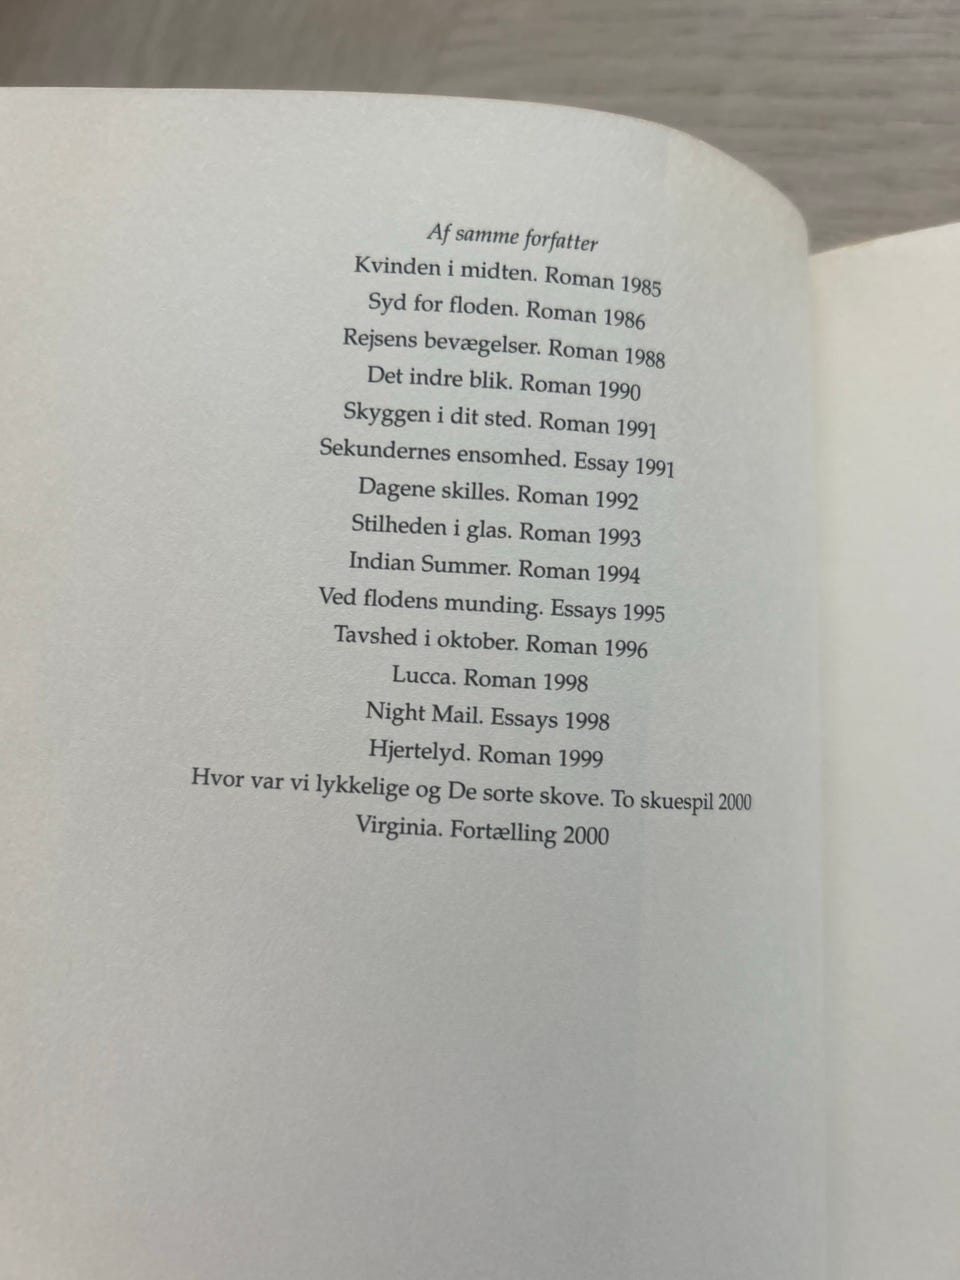 Af samme forfatter
Kvinden i midten. Roman 1985
Syd for floden. Roman 1986
Rejsens bevægelser. Roman 1988
Det indre blik. Roman 1990
Skyggen i dit sted. Roman 1991
Sekundernes ensomhed. Essay 1991
Dagene skilles. Roman 1992
Stilheden i glas. Roman 1993
Indian Summer. Roman 1994
Ved flodens munding. Essays 1995
Tavshed i oktober. Roman 1996
Lucca. Roman 1998
Night Mail. Essays 1998
Hjertelyd. Roman 1999
Hvor var vi lykkelige og De sorte skove. To skuespil 2000
Virginia. Fortælling 2000